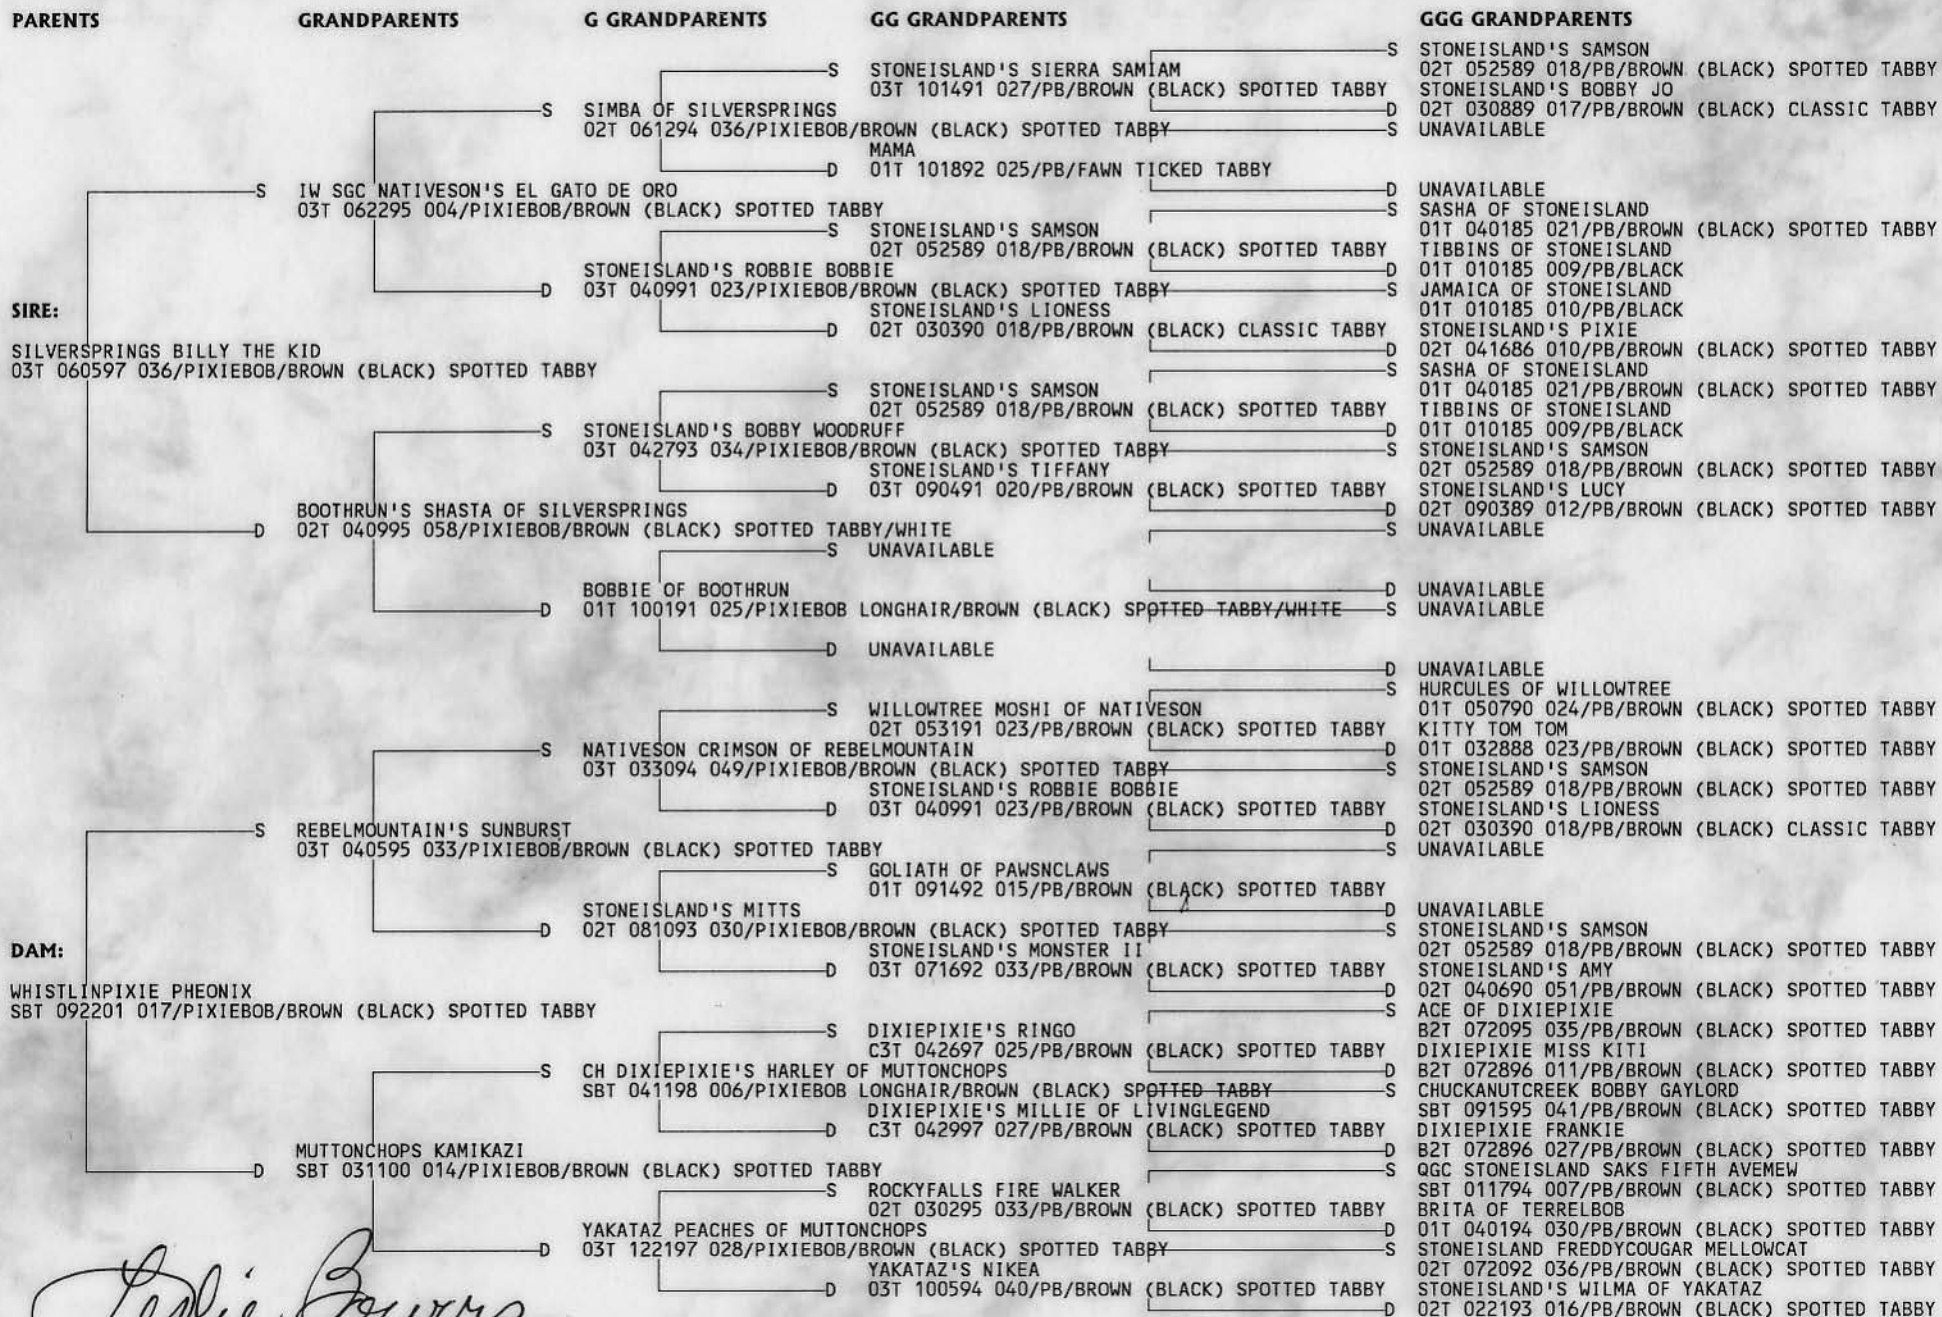 PARENTS GRANDPARENTS G GRANDPARENTS GG GRANDPARENTS GGG GRANDPARENTS
S STONEISLAND'S SAMSON
S STONEISLAND'S SIERRA SAMIAM 02T 052589 018/PB/BROWN (BLACK) SPOTTED TABBY
03T 101491 027/PB/BROWN (BLACK) SPOTTED TABBY STONEISLAND'S BOBBY JO
S SIMBA OF SILVERSPRINGS D 02T 030889 017/PB/BROWN (BLACK) CLASSIC TABBY
02T 061294 036/PIXIEBOB/BROWN (BLACK) SPOTTED TABBY S UNAVAILABLE
MAMA
D 01T 101892 025/PB/FAWN TICKED TABBY
S IW SGC NATIVESON'S EL GATO DE ORO D UNAVAILABLE
03T 062295 004/PIXIEBOB/BROWN (BLACK) SPOTTED TABBY S SASHA OF STONEISLAND
S STONEISLAND'S SAMSON 01T 040185 021/PB/BROWN (BLACK) SPOTTED TABBY
02T 052589 018/PB/BROWN (BLACK) SPOTTED TABBY TIBBINS OF STONEISLAND
STONEISLAND'S ROBBIE BOBBIE D 01T 010185 009/PB/BLACK
D 03T 040991 023/PIXIEBOB/BROWN (BLACK) SPOTTED TABBY S JAMAICA OF STONEISLAND
SIRE: STONEISLAND'S LIONESS 01T 010185 010/PB/BLACK
D 02T 030390 018/PB/BROWN (BLACK) CLASSIC TABBY STONEISLAND'S PIXIE
SILVERSPRINGS BILLY THE KID D 02T 041686 010/PB/BROWN (BLACK) SPOTTED TABBY
03T 060597 036/PIXIEBOB/BROWN (BLACK) SPOTTED TABBY S SASHA OF STONEISLAND
S STONEISLAND'S SAMSON 01T 040185 021/PB/BROWN (BLACK) SPOTTED TABBY
02T 052589 018/PB/BROWN (BLACK) SPOTTED TABBY TIBBINS OF STONEISLAND
S STONEISLAND'S BOBBY WOODRUFF D 01T 010185 009/PB/BLACK
03T 042793 034/PIXIEBOB/BROWN (BLACK) SPOTTED TABBY S STONEISLAND'S SAMSON
STONEISLAND'S TIFFANY 02T 052589 018/PB/BROWN (BLACK) SPOTTED TABBY
D 03T 090491 020/PB/BROWN (BLACK) SPOTTED TABBY STONEISLAND'S LUCY
BOOTHRUN'S SHASTA OF SILVERSPRINGS D 02T 090389 012/PB/BROWN (BLACK) SPOTTED TABBY
D 02T 040995 058/PIXIEBOB/BROWN (BLACK) SPOTTED TABBY/WHITE S UNAVAILABLE
S UNAVAILABLE
BOBBIE OF BOOTHRUN D UNAVAILABLE
D 01T 100191 025/PIXIEBOB LONGHAIR/BROWN (BLACK) SPOTTED TABBY/WHITE S UNAVAILABLE
D UNAVAILABLE
D UNAVAILABLE
S HURCULES OF WILLOWTREE
S WILLOWTREE MOSHI OF NATIVESON 01T 050790 024/PB/BROWN (BLACK) SPOTTED TABBY
02T 053191 023/PB/BROWN (BLACK) SPOTTED TABBY KITTY TOM TOM
S NATIVESON CRIMSON OF REBELMOUNTAIN D 01T 032888 023/PB/BROWN (BLACK) SPOTTED TABBY
03T 033094 049/PIXIEBOB/BROWN (BLACK) SPOTTED TABBY S STONEISLAND'S SAMSON
STONEISLAND'S ROBBIE BOBBIE 02T 052589 018/PB/BROWN (BLACK) SPOTTED TABBY
D 03T 040991 023/PB/BROWN (BLACK) SPOTTED TABBY STONEISLAND'S LIONESS
S REBELMOUNTAIN'S SUNBURST D 02T 030390 018/PB/BROWN (BLACK) CLASSIC TABBY
03T 040595 033/PIXIEBOB/BROWN (BLACK) SPOTTED TABBY S UNAVAILABLE
S GOLIATH OF PAWSNCLAWS
01T 091492 015/PB/BROWN (BLACK) SPOTTED TABBY
STONEISLAND'S MITTS D UNAVAILABLE
D 02T 081093 030/PIXIEBOB/BROWN (BLACK) SPOTTED TABBY S STONEISLAND'S SAMSON
DAM: STONEISLAND'S MONSTER II 02T 052589 018/PB/BROWN (BLACK) SPOTTED TABBY
D 03T 071692 033/PB/BROWN (BLACK) SPOTTED TABBY STONEISLAND'S AMY
WHISTLINPIXIE PHEONIX D 02T 040690 051/PB/BROWN (BLACK) SPOTTED TABBY
SBT 092201 017/PIXIEBOB/BROWN (BLACK) SPOTTED TABBY S ACE OF DIXIEPIXIE
S DIXIEPIXIE'S RINGO B2T 072095 035/PB/BROWN (BLACK) SPOTTED TABBY
C3T 042697 025/PB/BROWN (BLACK) SPOTTED TABBY DIXIEPIXIE MISS KITI
S CH DIXIEPIXIE'S HARLEY OF MUTTONCHOPS D B2T 072896 011/PB/BROWN (BLACK) SPOTTED TABBY
SBT 041198 006/PIXIEBOB LONGHAIR/BROWN (BLACK) SPOTTED TABBY S CHUCKANUTCREEK BOBBY GAYLORD
DIXIEPIXIE'S MILLIE OF LIVINGLEGEND SBT 091595 041/PB/BROWN (BLACK) SPOTTED TABBY
D C3T 042997 027/PB/BROWN (BLACK) SPOTTED TABBY DIXIEPIXIE FRANKIE
MUTTONCHOPS KAMIKAZI D B2T 072896 027/PB/BROWN (BLACK) SPOTTED TABBY
D SBT 031100 014/PIXIEBOB/BROWN (BLACK) SPOTTED TABBY S QGC STONEISLAND SAKS FIFTH AVEMEW
S ROCKYFALLS FIRE WALKER SBT 011794 007/PB/BROWN (BLACK) SPOTTED TABBY
02T 030295 033/PB/BROWN (BLACK) SPOTTED TABBY BRITA OF TERRELBOB
YAKATAZ PEACHES OF MUTTONCHOPS D 01T 040194 030/PB/BROWN (BLACK) SPOTTED TABBY
D 03T 122197 028/PIXIEBOB/BROWN (BLACK) SPOTTED TABBY S STONEISLAND FREDDYCOUGAR MELLOWCAT
YAKATAZ'S NIKEA 02T 072092 036/PB/BROWN (BLACK) SPOTTED TABBY
D 03T 100594 040/PB/BROWN (BLACK) SPOTTED TABBY STONEISLAND'S WILMA OF YAKATAZ
D 02T 022193 016/PB/BROWN (BLACK) SPOTTED TABBY
Leslie Bowers